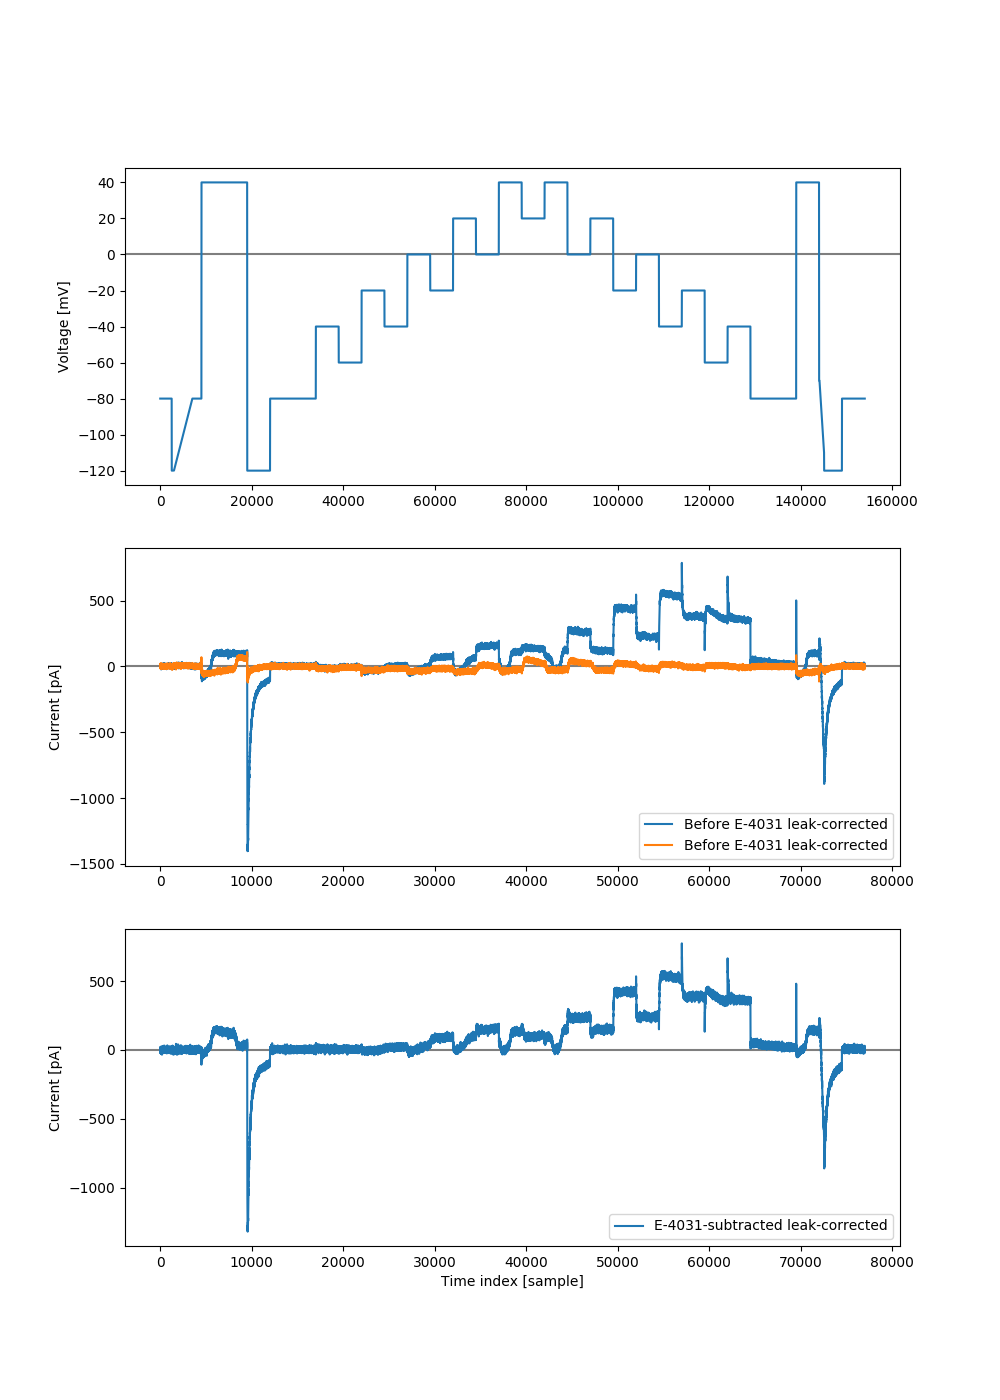 40
20
0
−20
−40
−60
−80
−100
−120
Voltage [mV]
0 20000 40000 60000 80000 100000 120000 140000 160000
500
0
−500
−1000
−1500
Current [pA]
Before E-4031 leak-corrected
Before E-4031 leak-corrected
0 10000 20000 30000 40000 50000 60000 70000 80000
500
0
−500
−1000
Current [pA]
E-4031-subtracted leak-corrected
0 10000 20000 30000 40000 50000 60000 70000 80000
Time index [sample]